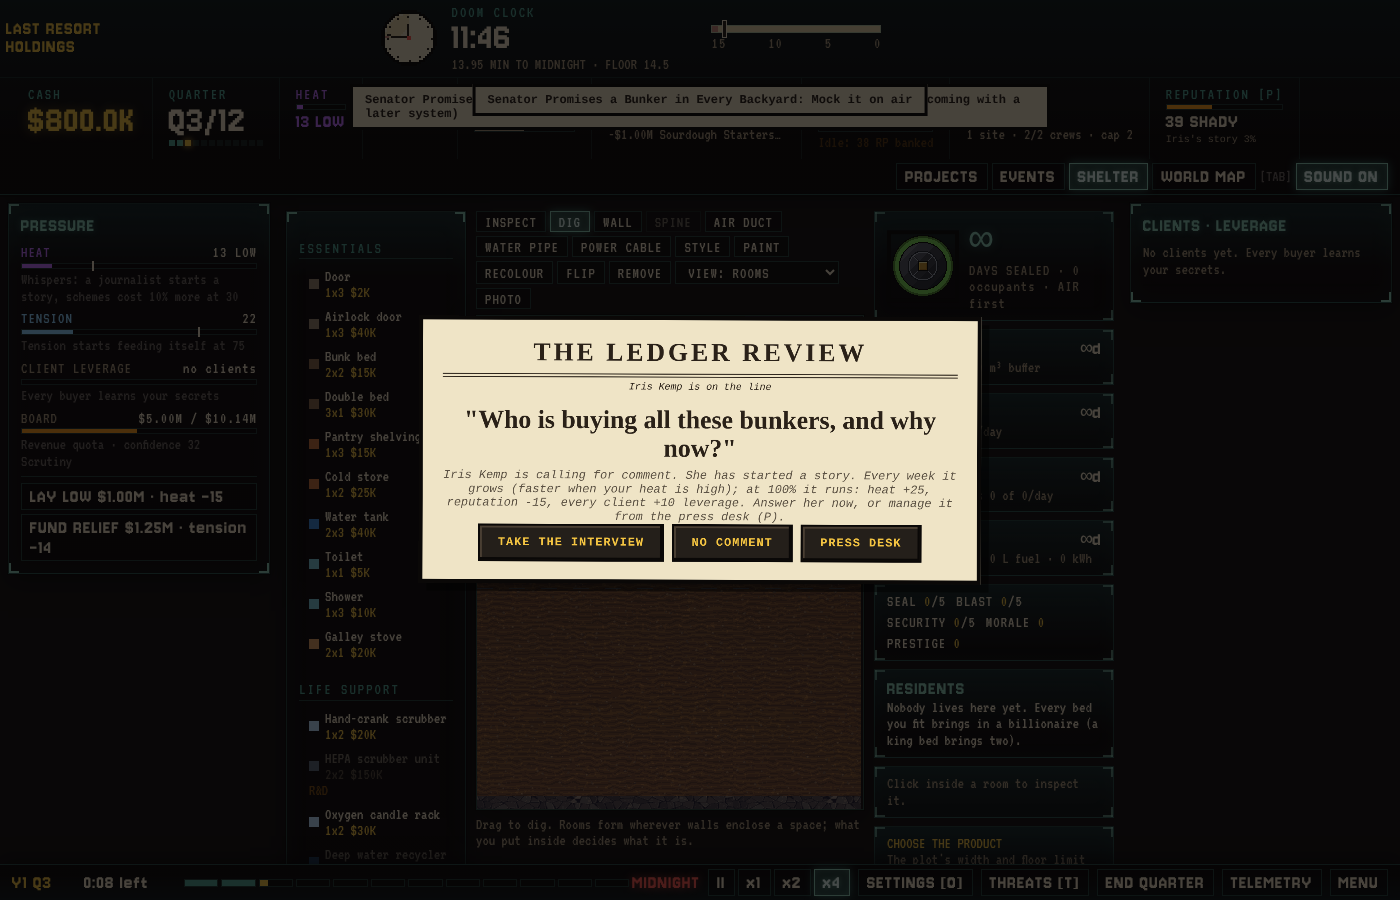 LAST RESORT
HOLDINGS
DOOM CLOCK
11:46
13.95 MIN TO MIDNIGHT · FLOOR 14.5
15 10 5 0
CASH
$800.0K
QUARTER
Q3/12
HEAT
13 LOW
Senator Promise
later system)
Senator Promises a Bunker in Every Backyard: Mock it on air
coming with a
-$1.00M Sourdough Starters…
Idle: 38 RP banked
1 site · 2/2 crews · cap 2
REPUTATION [P]
39 SHADY
Iris's story 3%
PROJECTS
EVENTS
SHELTER
WORLD MAP
[TAB]
SOUND ON
PRESSURE
HEAT 13 LOW
Whispers: a journalist starts a
story, schemes cost 10% more at 30
TENSION 22
Tension starts feeding itself at 75
CLIENT LEVERAGE no clients
Every buyer learns your secrets
BOARD $5.00M / $10.14M
Revenue quota · confidence 32
Scrutiny
LAY LOW $1.00M · heat -15
FUND RELIEF $1.25M · tension
-14
ESSENTIALS
Door
1x3 $2K
Airlock door
1x3 $40K
Bunk bed
2x2 $15K
Double bed
3x1 $30K
Pantry shelving
1x3 $15K
Cold store
1x2 $25K
Water tank
2x3 $40K
Toilet
1x1 $5K
Shower
1x3 $10K
Galley stove
2x1 $20K
LIFE SUPPORT
Hand-crank scrubber
1x2 $20K
HEPA scrubber unit
2x2 $150K
R&D
Oxygen candle rack
1x2 $30K
Deep water recycler
INSPECT
DIG
WALL
SPINE
AIR DUCT
WATER PIPE
POWER CABLE
STYLE
PAINT
RECOLOUR
FLIP
REMOVE
VIEW: ROOMS
PHOTO
THE LEDGER REVIEW
Iris Kemp is on the line
"Who is buying all these bunkers, and why
now?"
Iris Kemp is calling for comment. She has started a story. Every week it
grows (faster when your heat is high); at 100% it runs: heat +25,
reputation -15, every client +10 leverage. Answer her now, or manage it
from the press desk (P).
TAKE THE INTERVIEW
NO COMMENT
PRESS DESK
Drag to dig. Rooms form wherever walls enclose a space; what
you put inside decides what it is.
∞
DAYS SEALED · 0
occupants · AIR
first
∞d
m³ buffer
∞d
day
∞d
0 of 0/day
∞d
0 L fuel · 0 kWh
SEAL 0/5 BLAST 0/5
SECURITY 0/5 MORALE 0
PRESTIGE 0
RESIDENTS
Nobody lives here yet. Every bed
you fit brings in a billionaire (a
king bed brings two).
Click inside a room to inspect
it.
CHOOSE THE PRODUCT
The plot's width and floor limit
CLIENTS · LEVERAGE
No clients yet. Every buyer learns
your secrets.
Y1 Q3
0:08 left
MIDNIGHT
II
x1
x2
x4
SETTINGS [O]
THREATS [T]
END QUARTER
TELEMETRY
MENU